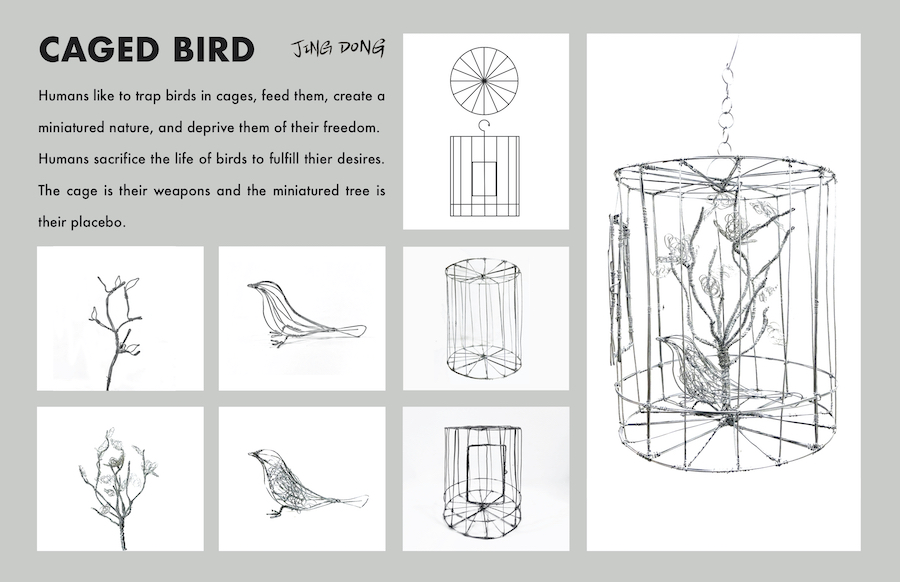 CAGED BIRD
JING DONG
Humans like to trap birds in cages, feed them, create a
miniatured nature, and deprive them of their freedom.
Humans sacrifice the life of birds to fulfill thier desires.
The cage is their weapons and the miniatured tree is
their placebo.